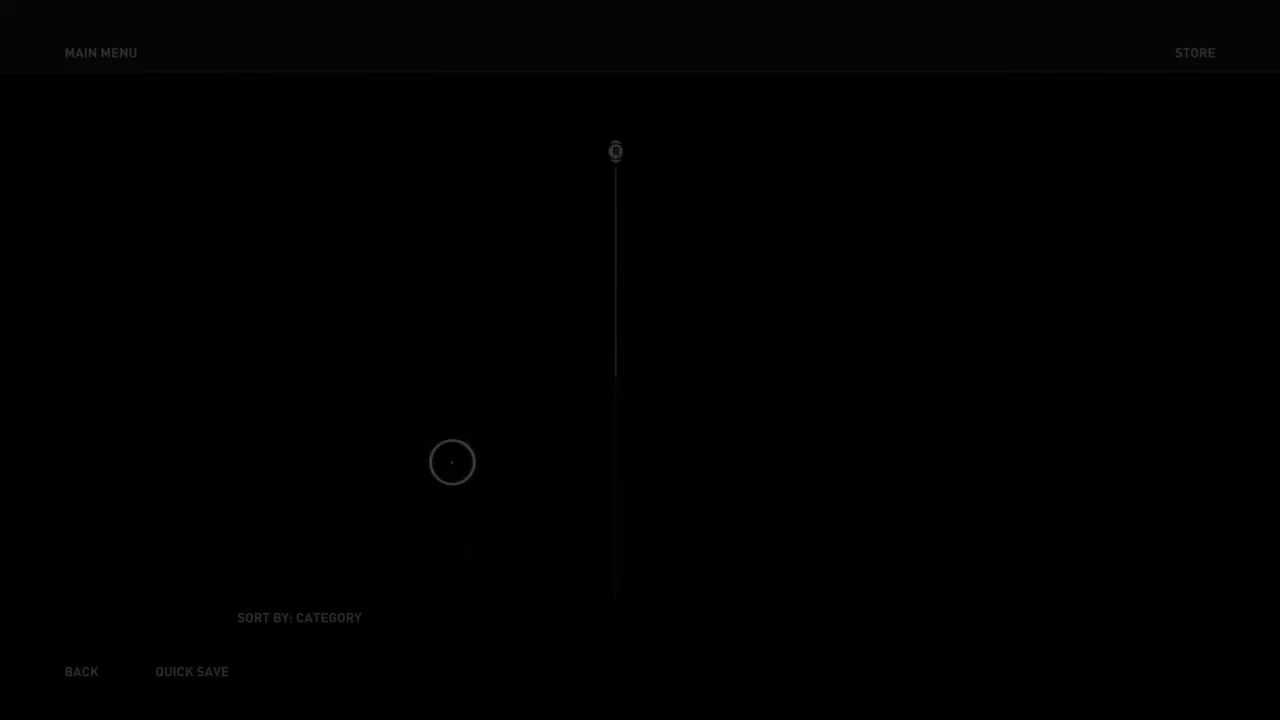 MAIN MENU
STORE
R
SORT BY: CATEGORY
BACK
QUICK SAVE